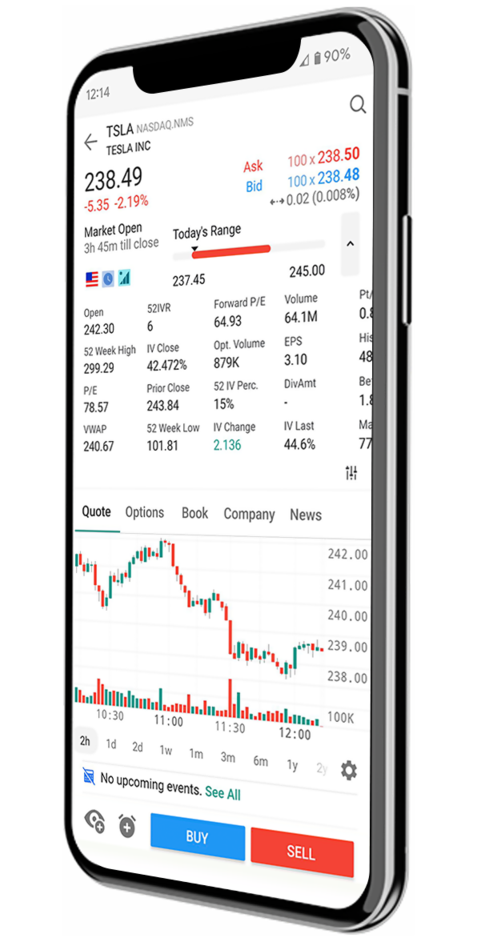 12:14 90%
TSLA NASDAQ.NMS
TESLA INC
238.49
-5.35 -2.19%
Ask 100 x 238.50
Bid 100 x 238.48
0.02 (0.008%)
Market Open
3h 45m till close
Today's Range
237.45 245.00
Open 52IVR Forward P/E Volume Pt/
242.30 6 64.93 64.1M 0.8
52 Week High IV Close Opt. Volume EPS His
299.29 42.472% 879K 3.10 48
P/E Prior Close 52 IV Perc. DivAmt Be
78.57 243.84 15% - 1.8
VWAP 52 Week Low IV Change IV Last Ma
240.67 101.81 2.136 44.6% 77
Quote Options Book Company News
242.00
241.00
240.00
239.00
238.00
100K
10:30 11:00 11:30 12:00
2h 1d 2d 1w 1m 3m 6m 1y 2y
No upcoming events. See All
BUY SELL